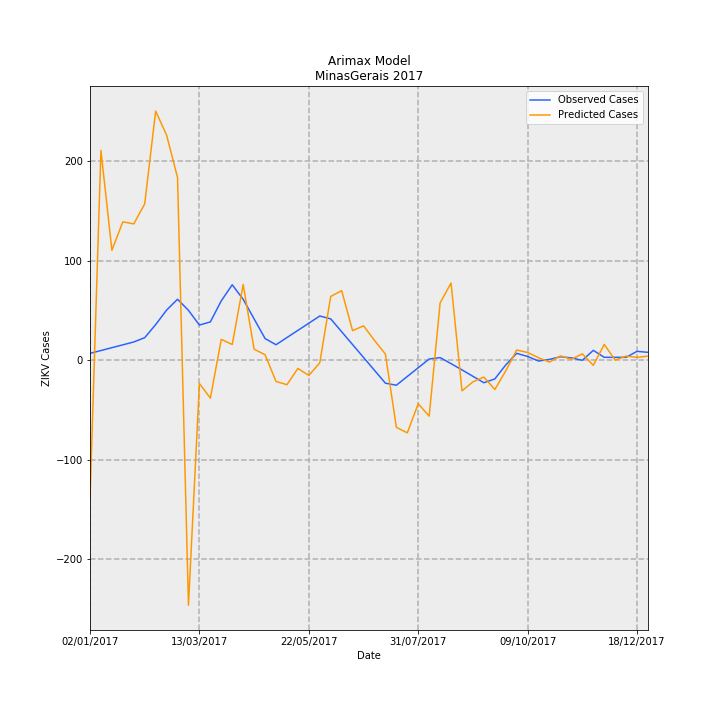 Arimax Model
MinasGerais 2017
Observed Cases
Predicted Cases
ZIKV Cases
200
100
0
−100
−200
02/01/2017
13/03/2017
22/05/2017
31/07/2017
09/10/2017
18/12/2017
Date